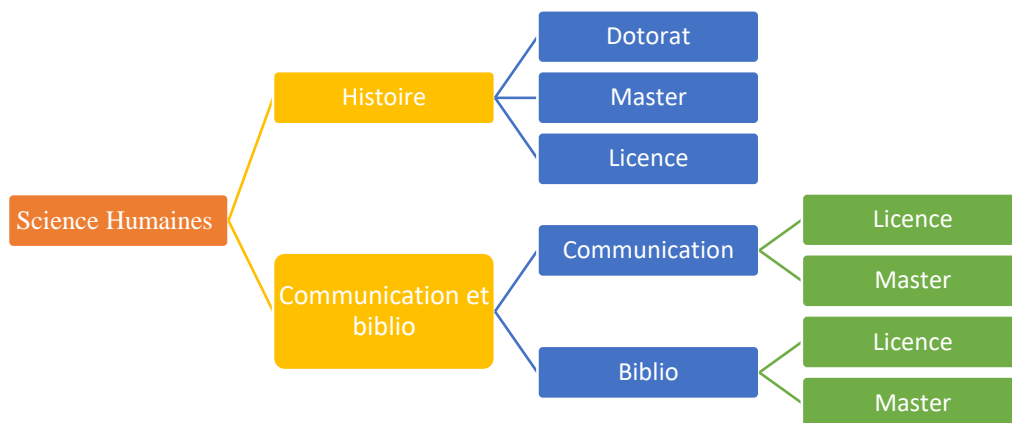 Science Humaines
Histoire
Dotorat
Master
Licence
Communication et
biblio
Communication
Licence
Master
Biblio
Licence
Master